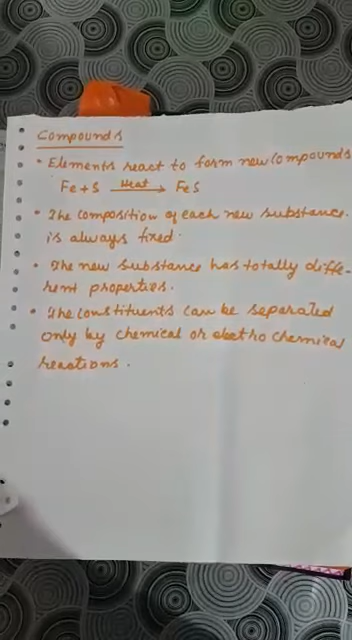 Compounds
• Elements react to form new Compounds
Fe + S Heat → FeS
• The composition of each new substance
is always fixed.
• The new substance has totally diffe-
rent properties.
• The constituents can be separated
only by chemical or electro chemical
reactions.